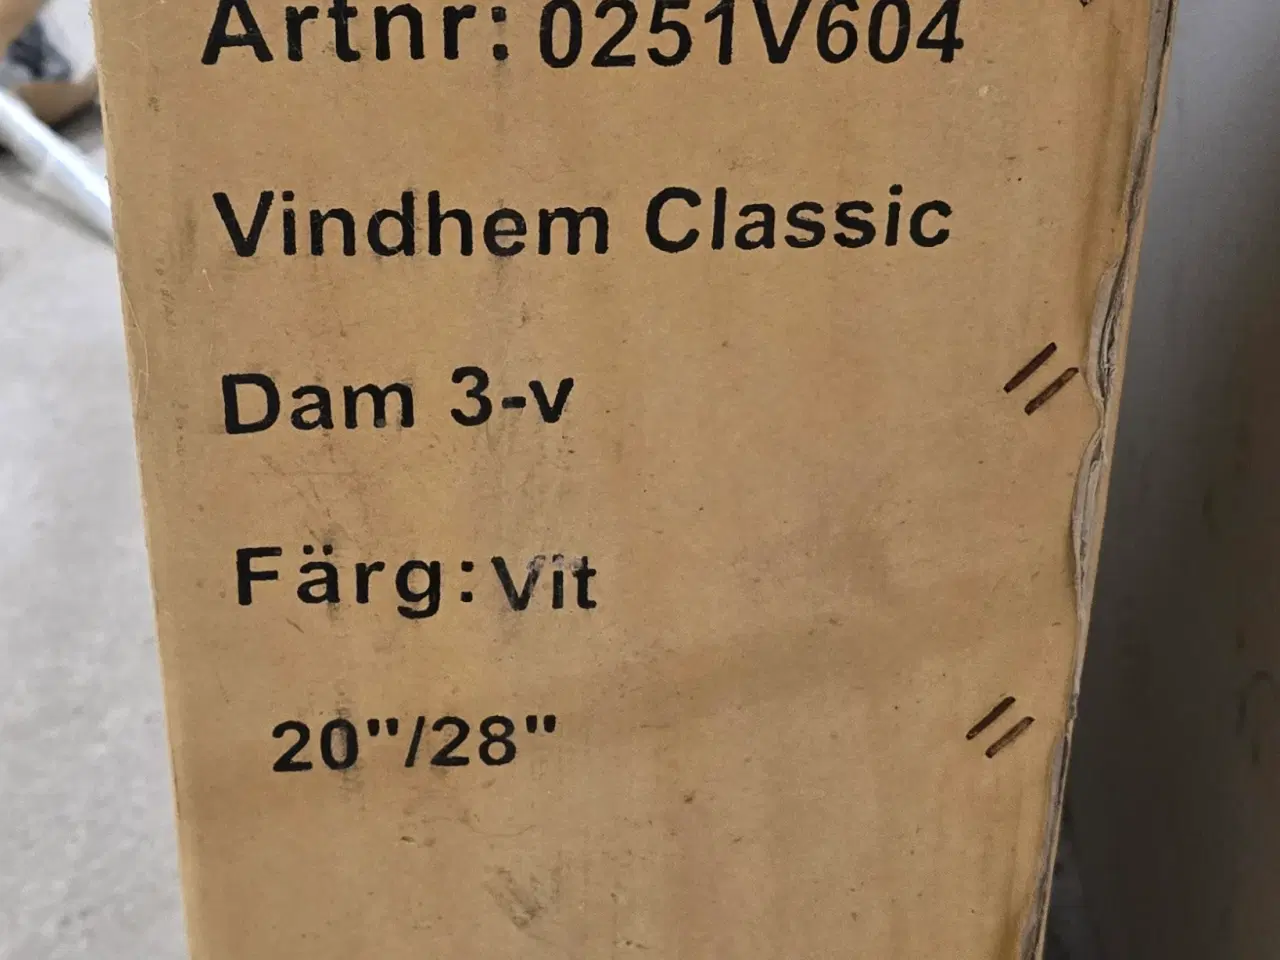 Artnr: 0251V604
Vindhem Classic
Dam 3-v
Färg: Vit
20"/28"